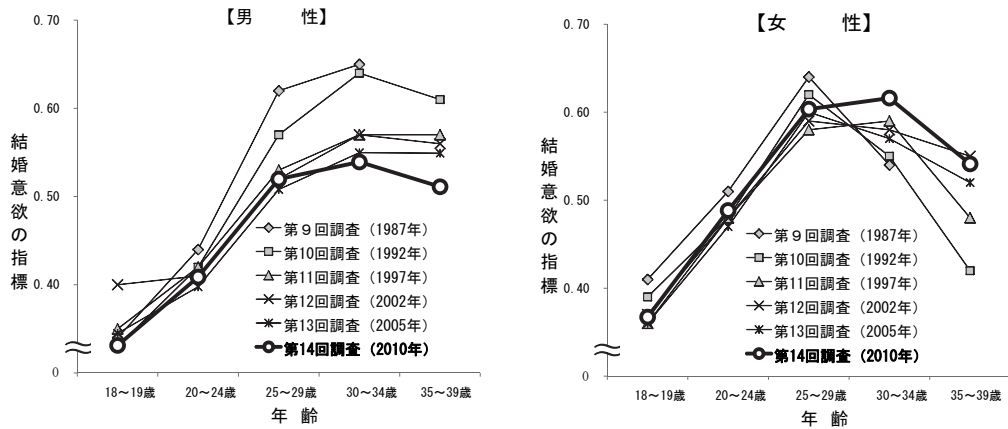 【男 性】
0.70
0.60
0.50
0.40
0
結婚意欲の指標
第９回調査（1987年）
第10回調査（1992年）
第11回調査（1997年）
第12回調査（2002年）
第13回調査（2005年）
第14回調査（2010年）
18～19歳 20～24歳 25～29歳 30～34歳 35～39歳
年 齢
【女 性】
0.70
0.60
0.50
0.40
0
結婚意欲の指標
第９回調査（1987年）
第10回調査（1992年）
第11回調査（1997年）
第12回調査（2002年）
第13回調査（2005年）
第14回調査（2010年）
18～19歳 20～24歳 25～29歳 30～34歳 35～39歳
年 齢